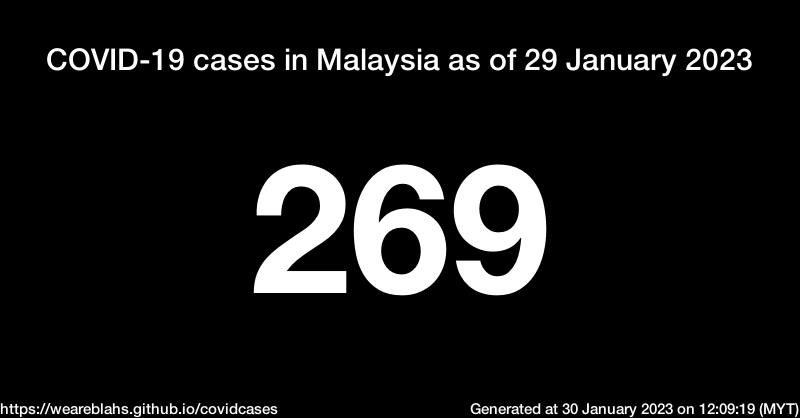 COVID-19 cases in Malaysia as of 29 January 2023
269
https://weareblahs.github.io/covidcases
Generated at 30 January 2023 on 12:09:19 (MYT)